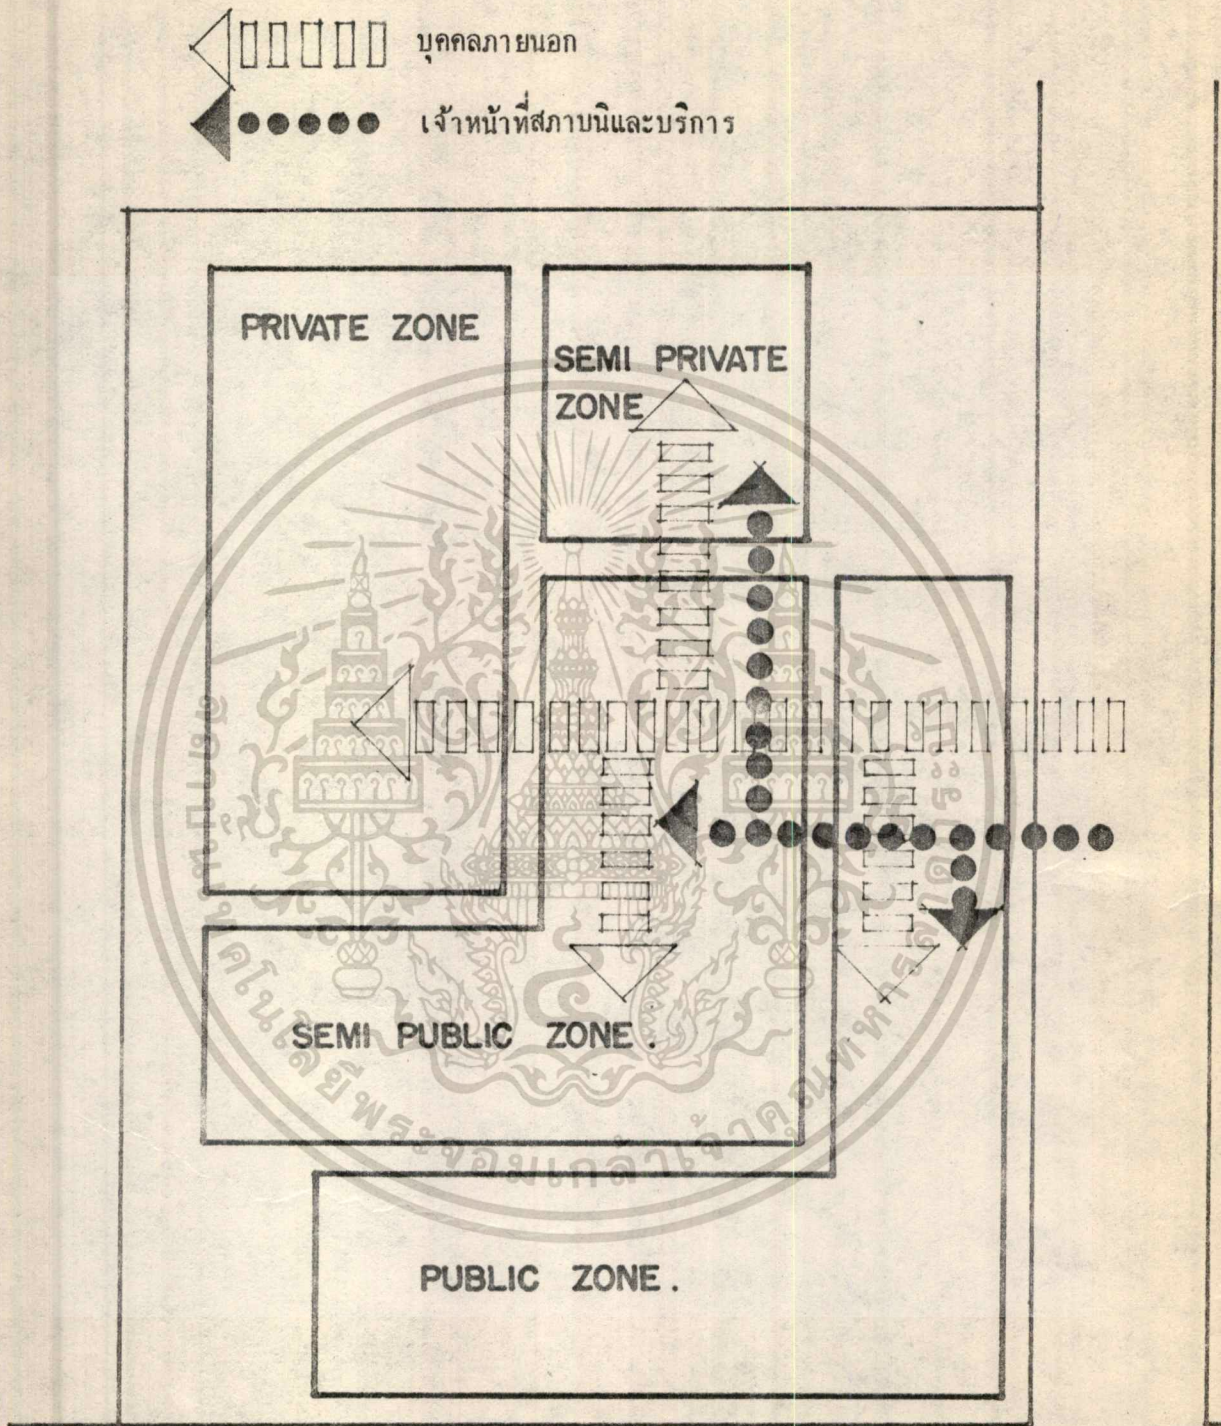 บุคคลภายนอก
เจ้าหน้าที่สภาบนิและบริการ
PRIVATE ZONE
SEMI PRIVATE
ZONE
SEMI PUBLIC ZONE.
PUBLIC ZONE.